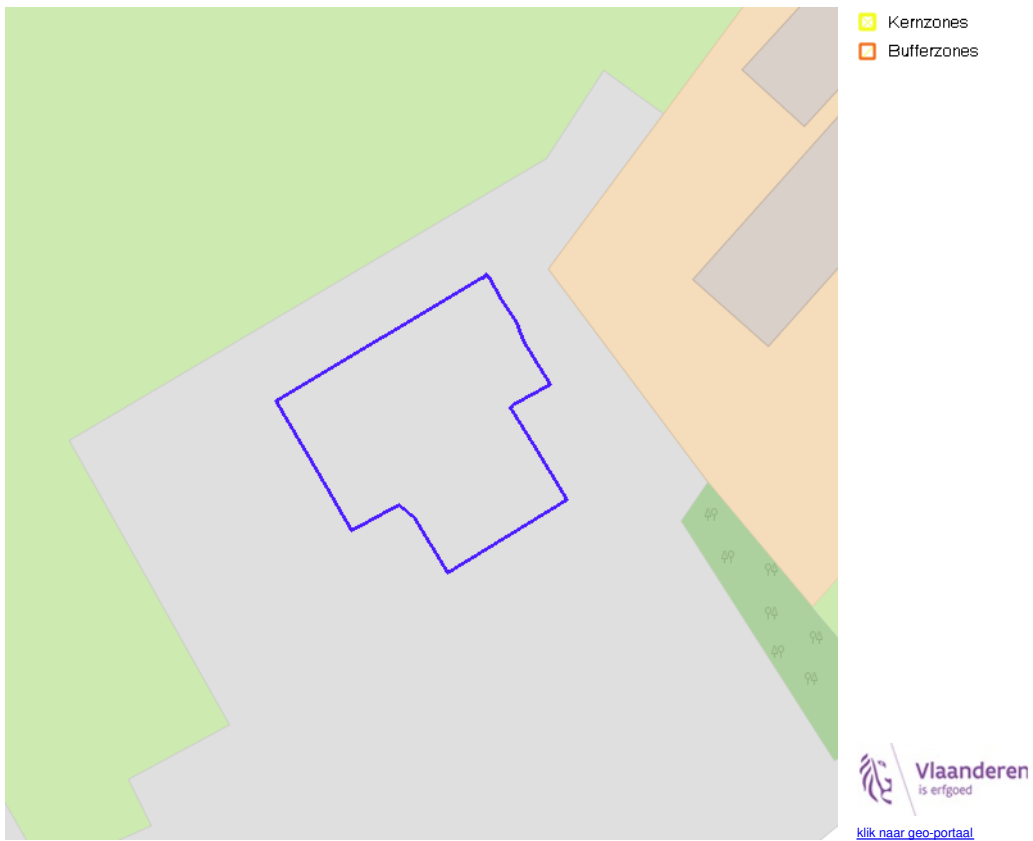 Kernzones
Bufferzones
Vlaanderen
is erfgoed
klik naar geo-portaal